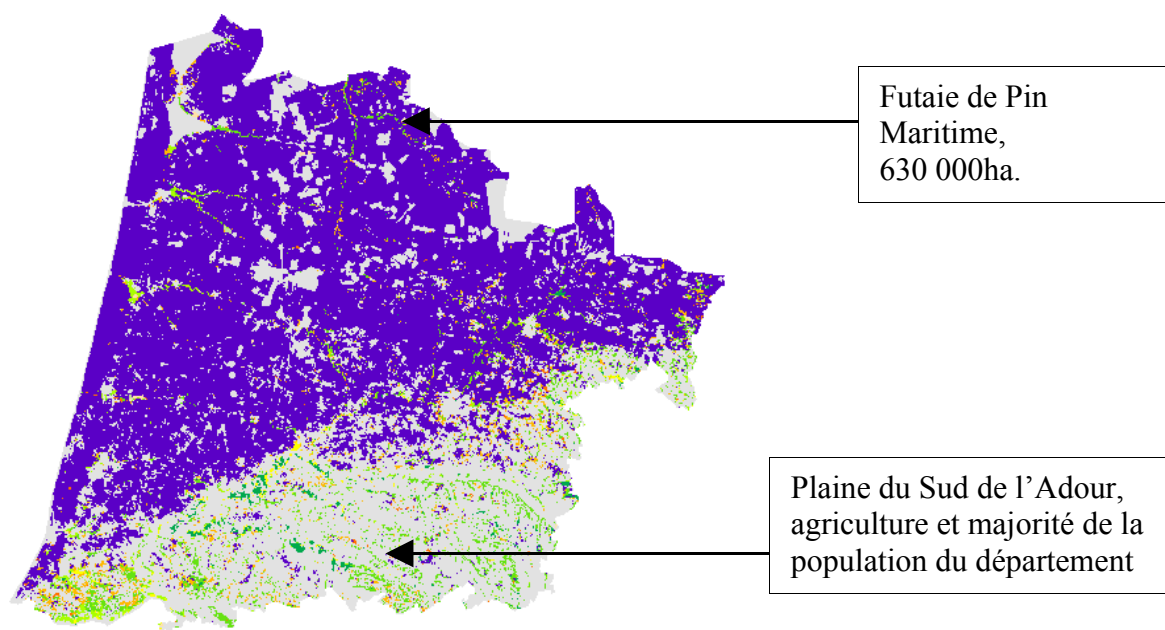 Futaie de Pin
Maritime,
630 000ha.
Plaine du Sud de l’Adour,
agriculture et majorité de la
population du département